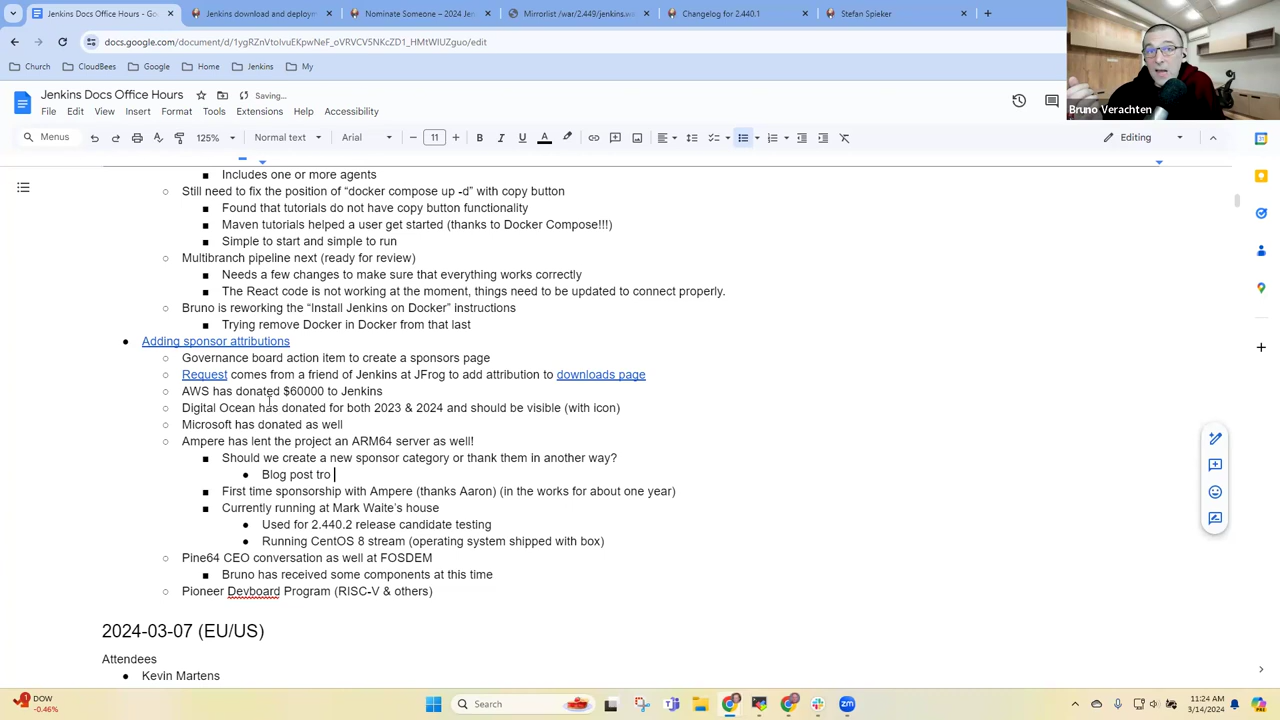 Jenkins Docs Office Hours - Go
Jenkins download and deploym
Nominate Someone – 2024 Jen
Mirrorlist /war/2.449/jenkins.wa
Changelog for 2.440.1
Stefan Spieker
docs.google.com/document/d/1ygRZnVtoIvuEKpwNeF_oVRVCV5NKcZD1_HMtWlUZguo/edit
Church
CloudBees
Google
Home
Jenkins
My
Bruno Verachten
Jenkins Docs Office Hours
Saving...
File Edit View Insert Format Tools Extensions Help Accessibility
Menus 125% Normal text Arial 11 B I U A Editing
■ Includes one or more agents
○ Still need to fix the position of “docker compose up -d” with copy button
■ Found that tutorials do not have copy button functionality
■ Maven tutorials helped a user get started (thanks to Docker Compose!!!)
■ Simple to start and simple to run
○ Multibranch pipeline next (ready for review)
■ Needs a few changes to make sure that everything works correctly
■ The React code is not working at the moment, things need to be updated to connect properly.
○ Bruno is reworking the “Install Jenkins on Docker” instructions
■ Trying remove Docker in Docker from that last
● Adding sponsor attributions
○ Governance board action item to create a sponsors page
○ Request comes from a friend of Jenkins at JFrog to add attribution to downloads page
○ AWS has donated $60000 to Jenkins
○ Digital Ocean has donated for both 2023 & 2024 and should be visible (with icon)
○ Microsoft has donated as well
○ Ampere has lent the project an ARM64 server as well!
■ Should we create a new sponsor category or thank them in another way?
● Blog post tro
■ First time sponsorship with Ampere (thanks Aaron) (in the works for about one year)
■ Currently running at Mark Waite’s house
● Used for 2.440.2 release candidate testing
● Running CentOS 8 stream (operating system shipped with box)
○ Pine64 CEO conversation as well at FOSDEM
■ Bruno has received some components at this time
○ Pioneer Devboard Program (RISC-V & others)
2024-03-07 (EU/US)
Attendees
● Kevin Martens
DOW
-0.46%
Search
11:24 AM
3/14/2024